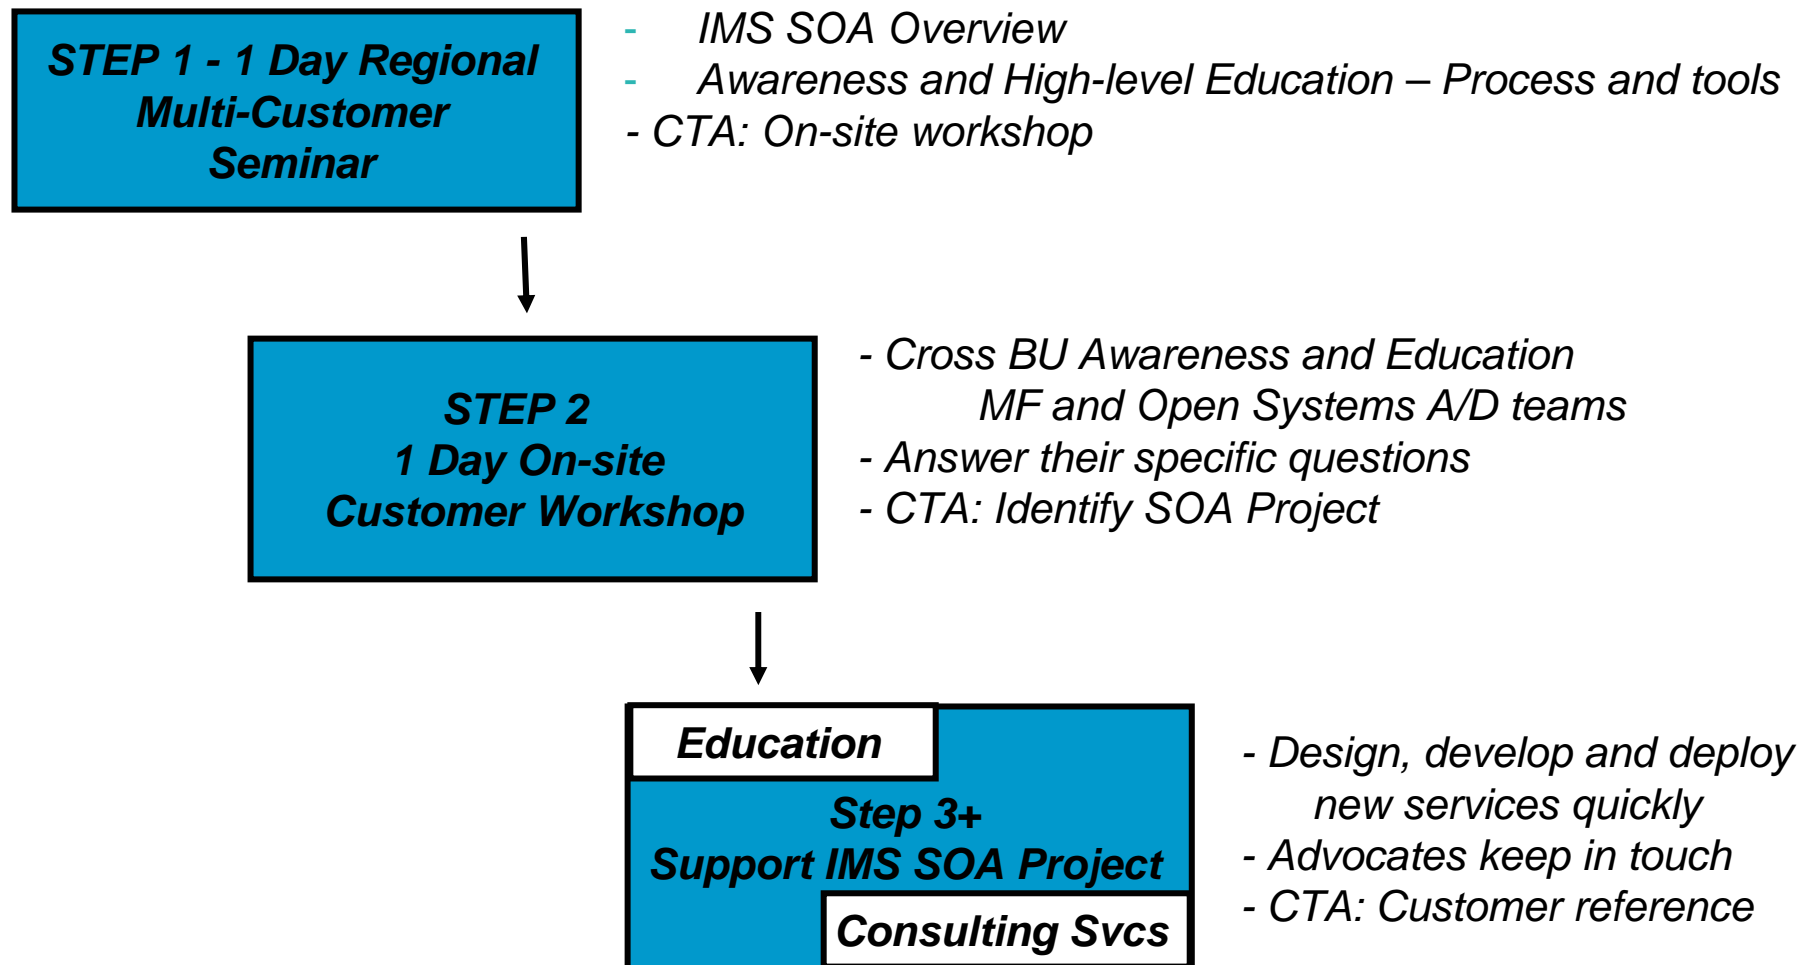 STEP 1 - 1 Day Regional
Multi-Customer
Seminar
- IMS SOA Overview
- Awareness and High-level Education – Process and tools
- CTA: On-site workshop
STEP 2
1 Day On-site
Customer Workshop
- Cross BU Awareness and Education
MF and Open Systems A/D teams
- Answer their specific questions
- CTA: Identify SOA Project
Education
Step 3+
Support IMS SOA Project
Consulting Svcs
- Design, develop and deploy
new services quickly
- Advocates keep in touch
- CTA: Customer reference